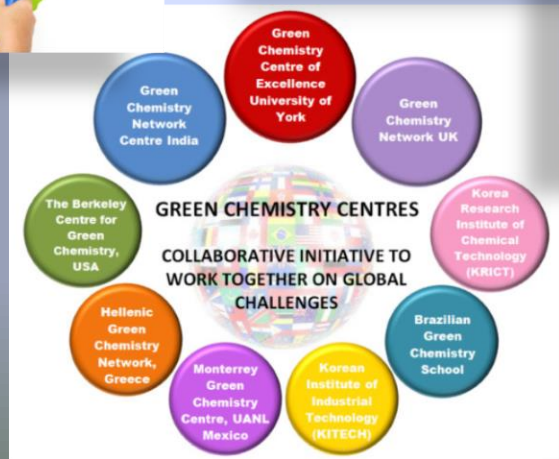 Green
Chemistry
Centre of
Excellence
University of
York
Green
Chemistry
Network
Centre India
Green
Chemistry
Network UK
The Berkeley
Centre for
Green
Chemistry,
USA
GREEN CHEMISTRY CENTRES
COLLABORATIVE INITIATIVE TO
WORK TOGETHER ON GLOBAL
CHALLENGES
Korea
Research
Institute of
Chemical
Technology
(KRICT)
Hellenic
Green
Chemistry
Network,
Greece
Brazilian
Green
Chemistry
School
Monterrey
Green
Chemistry
Centre, UANL
Mexico
Korean
Institute of
Industrial
Technology
(KITECH)